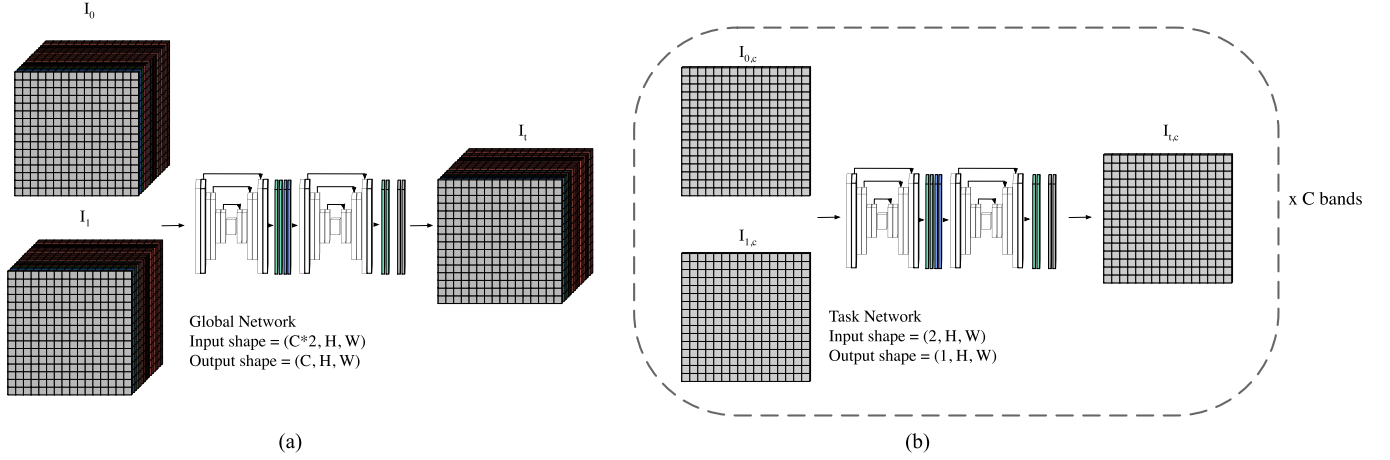 I0
I1
It
Global Network
Input shape = (C*2, H, W)
Output shape = (C, H, W)
(a)
I0,c
I1,c
It,c
Task Network
Input shape = (2, H, W)
Output shape = (1, H, W)
x C bands
(b)